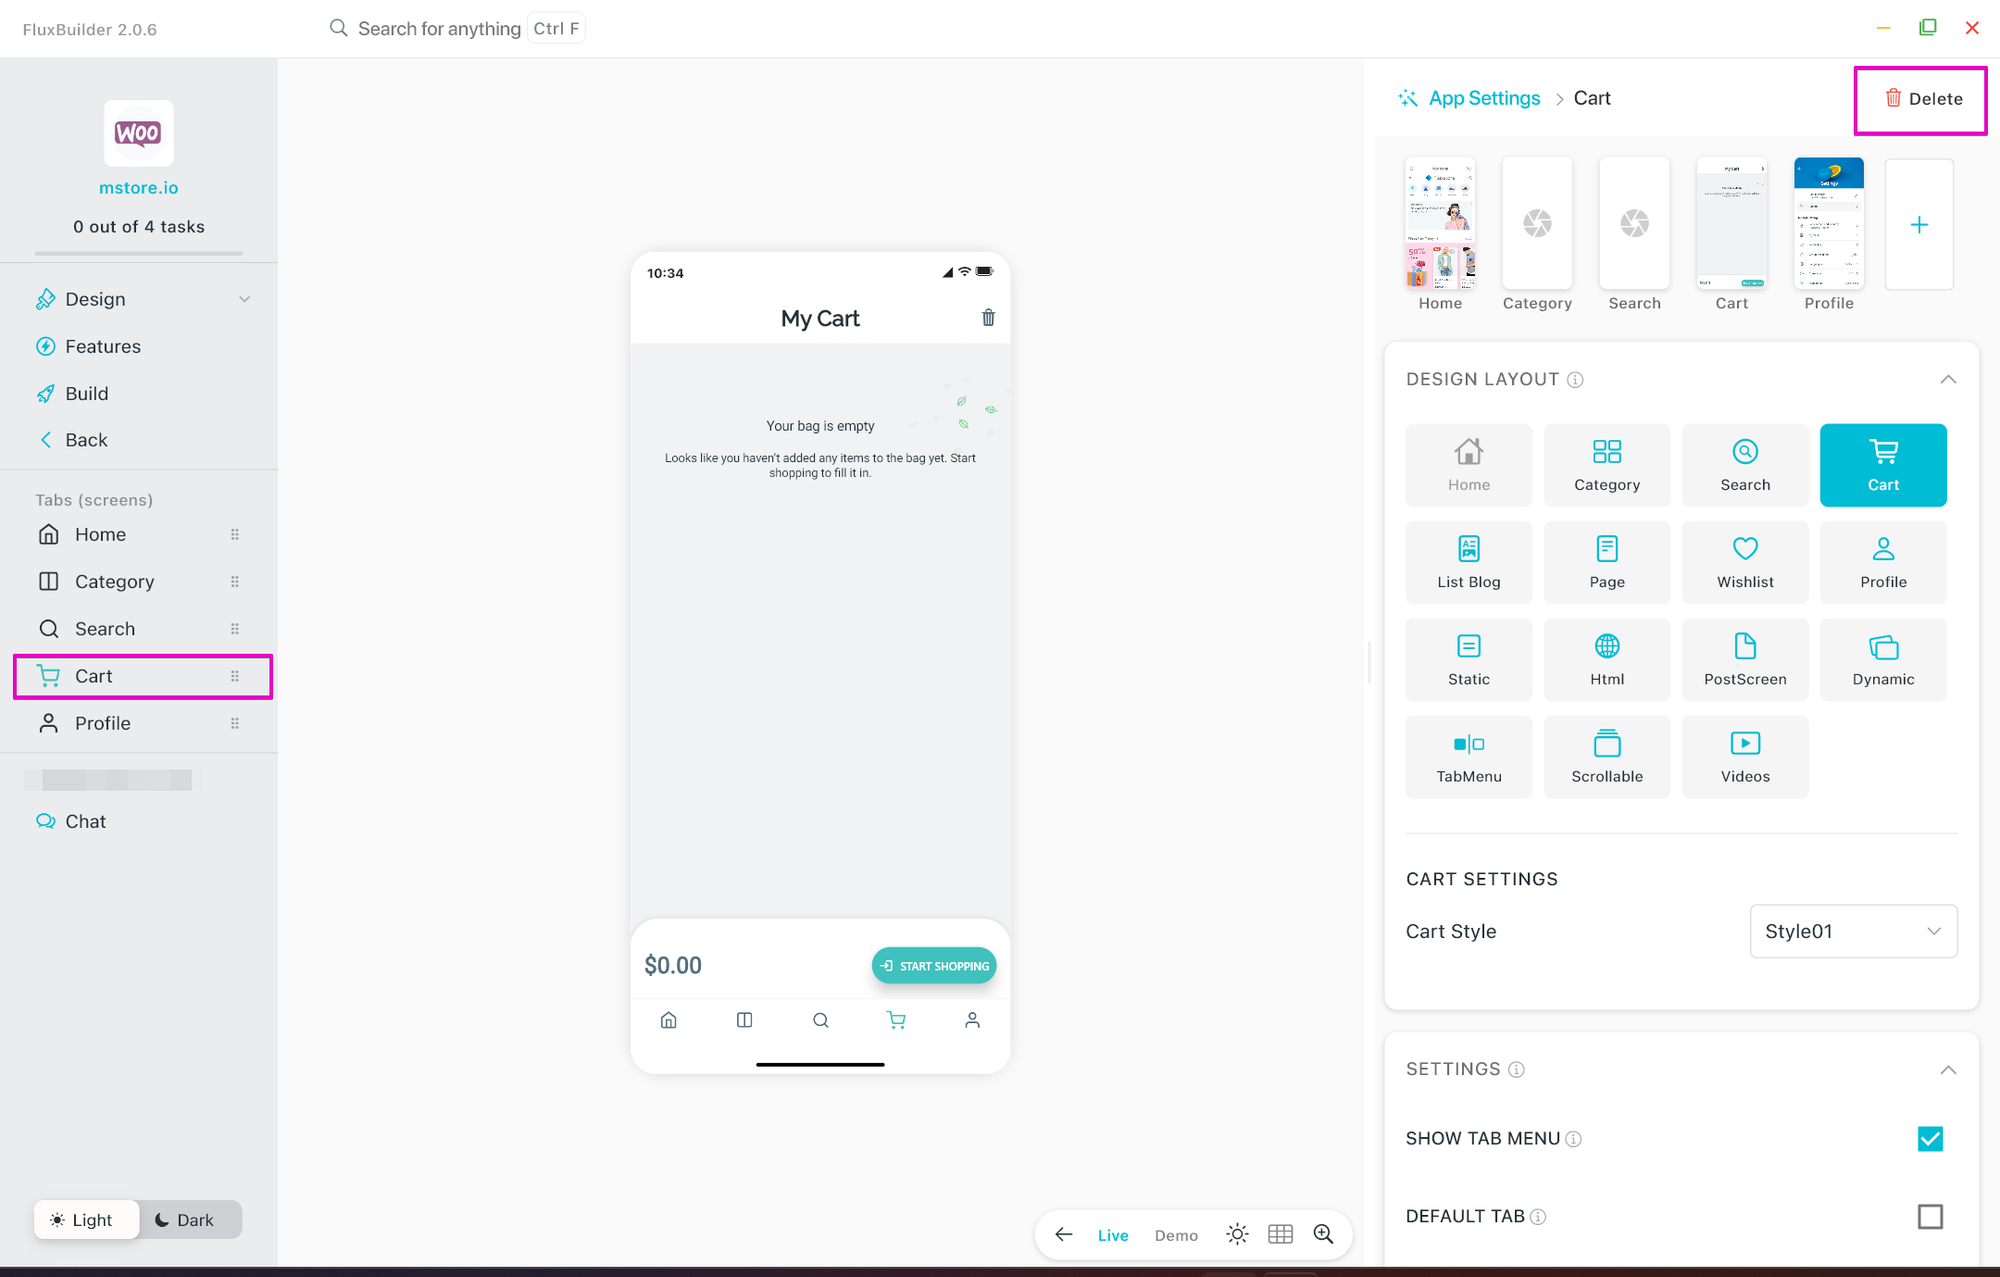 FluxBuilder 2.0.6
Search for anything
Ctrl F
WOO
mstore.io
0 out of 4 tasks
Design
Features
Build
Back
Tabs (screens)
Home
Category
Search
Cart
Profile
Chat
Light
Dark
10:34
My Cart
Your bag is empty
Looks like you haven't added any items to the bag yet. Start
shopping to fill it in.
$0.00
START SHOPPING
Live
Demo
App Settings > Cart
Delete
My Cart
Settings
50%
Home
Category
Search
Cart
Profile
DESIGN LAYOUT
Home
Category
Search
Cart
List Blog
Page
Wishlist
Profile
Static
Html
PostScreen
Dynamic
TabMenu
Scrollable
Videos
CART SETTINGS
Cart Style
Style01
SETTINGS
SHOW TAB MENU
DEFAULT TAB